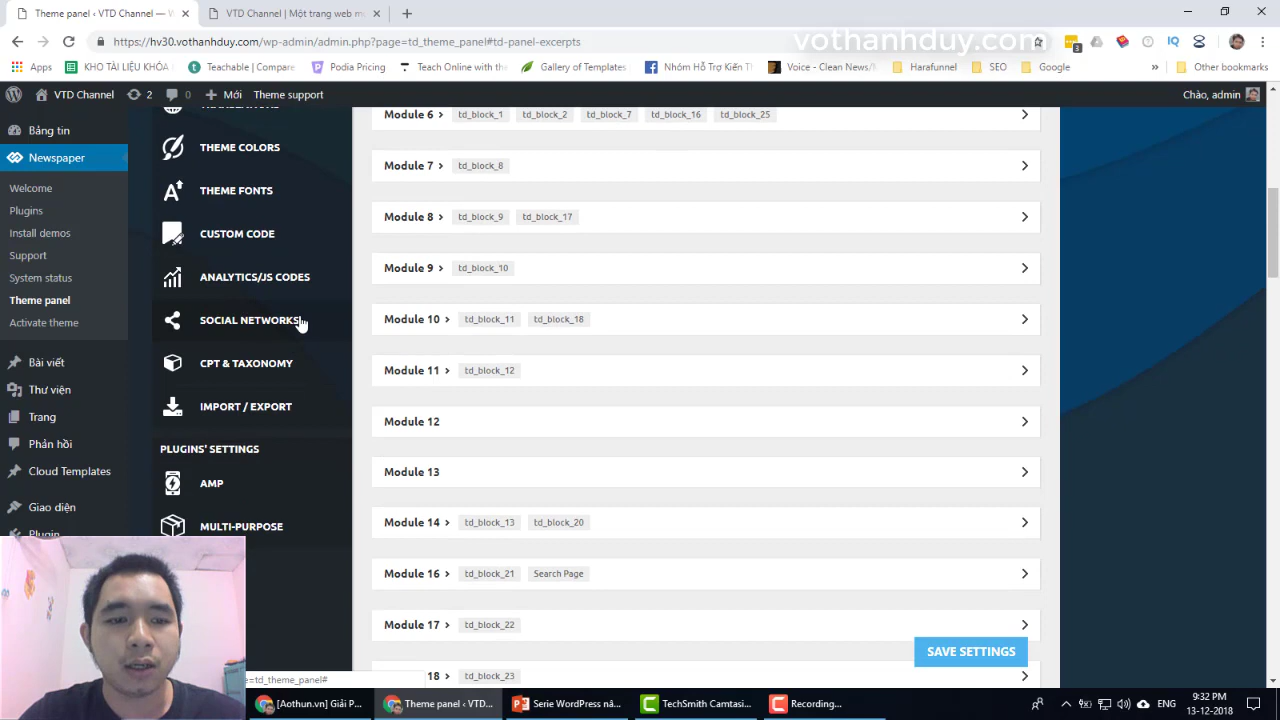 Theme panel ‹ VTD Channel —
VTD Channel | Một trang web m
https://hv30.vothanhduy.com/wp-admin/admin.php?page=td_theme_panel#td-panel-excerpts
vothanhduy.com
3
IQ
Apps
KHO TÀI LIỆU KHÓA
Teachable | Compare
Podia Pricing
Teach Online with the
Gallery of Templates
Nhóm Hỗ Trợ Kiến T
Voice - Clean News/
Harafunnel
SEO
Google
»
Other bookmarks
VTD Channel
2
0
Mới
Theme support
Chào, admin
Bảng tin
Newspaper
Welcome
Plugins
Install demos
Support
System status
Theme panel
Activate theme
Bài viết
Thư viện
Trang
Phản hồi
Cloud Templates
Giao diện
Plugin
THEME COLORS
THEME FONTS
CUSTOM CODE
ANALYTICS/JS CODES
SOCIAL NETWORKS
CPT & TAXONOMY
IMPORT / EXPORT
PLUGINS' SETTINGS
AMP
MULTI-PURPOSE
Module 6 td_block_1 td_block_2 td_block_7 td_block_16 td_block_25
Module 7 td_block_8
Module 8 td_block_9 td_block_17
Module 9 td_block_10
Module 10 td_block_11 td_block_18
Module 11 td_block_12
Module 12
Module 13
Module 14 td_block_13 td_block_20
Module 16 td_block_21 Search Page
Module 17 td_block_22
18 td_block_23
SAVE SETTINGS
=td_theme_panel#
[Aothun.vn] Giải P...
Theme panel ‹ VTD...
Serie WordPress nâ...
TechSmith Camtasi...
Recording...
ENG
9:32 PM
13-12-2018